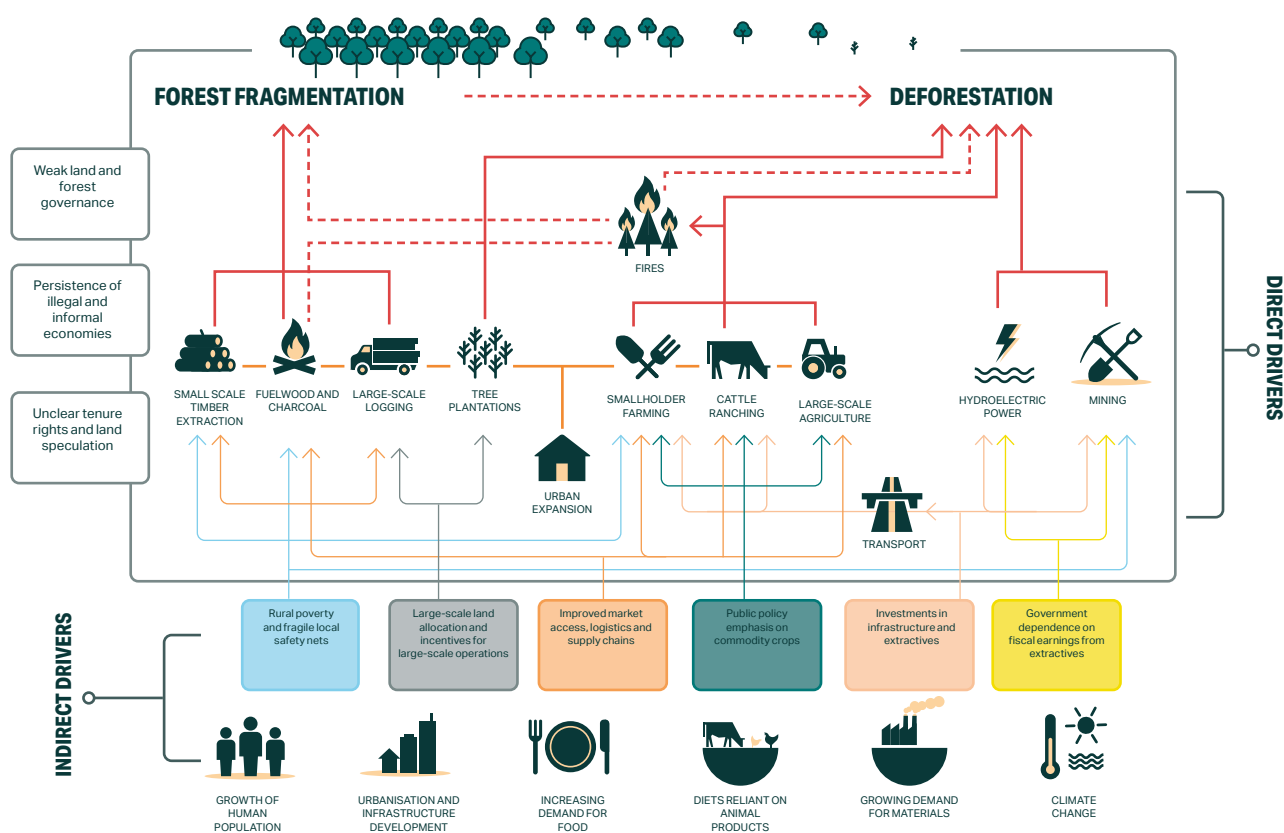 FOREST FRAGMENTATION
DEFORESTATION
Weak land and
forest
governance
Persistence of
illegal and
informal
economies
Unclear tenure
rights and land
speculation
FIRES
SMALL SCALE
TIMBER
EXTRACTION
FUELWOOD AND
CHARCOAL
LARGE-SCALE
LOGGING
TREE
PLANTATIONS
SMALLHOLDER
FARMING
CATTLE
RANCHING
LARGE-SCALE
AGRICULTURE
HYDROELECTRIC
POWER
MINING
URBAN
EXPANSION
TRANSPORT
DIRECT DRIVERS
INDIRECT DRIVERS
Rural poverty
and fragile local
safety nets
Large-scale land
allocation and
incentives for
large-scale operations
Improved market
access, logistics and
supply chains
Public policy
emphasis on
commodity crops
Investments in
infrastructure and
extractives
Government
dependence on
fiscal earnings from
extractives
GROWTH OF
HUMAN
POPULATION
URBANISATION AND
INFRASTRUCTURE
DEVELOPMENT
INCREASING
DEMAND FOR
FOOD
DIETS RELIANT ON
ANIMAL
PRODUCTS
GROWING DEMAND
FOR MATERIALS
CLIMATE
CHANGE